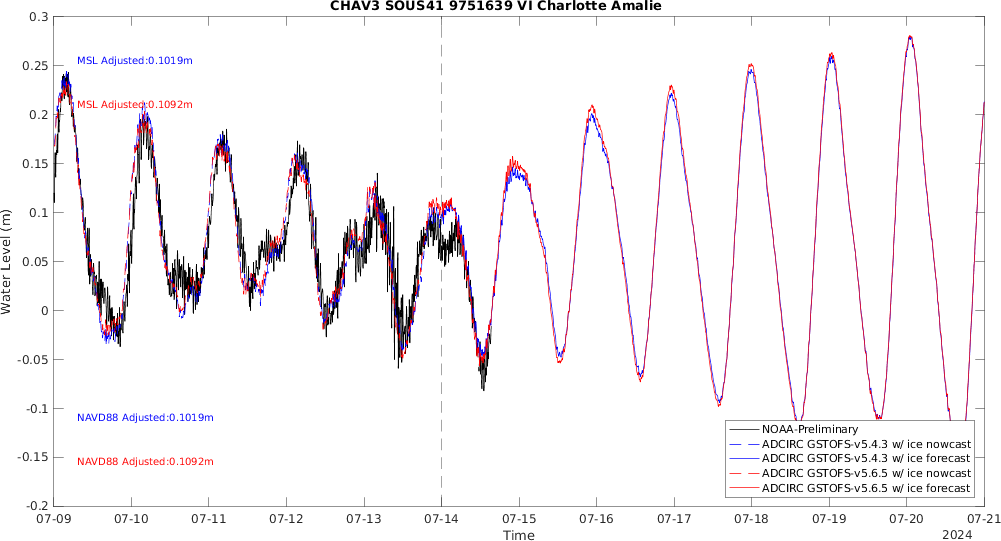 CHAV3 SOUS41 9751639 VI Charlotte Amalie
0.3
0.25
0.2
0.15
0.1
0.05
0
-0.05
-0.1
-0.15
-0.2
Water Level (m)
MSL Adjusted:0.1019m
MSL Adjusted:0.1092m
NAVD88 Adjusted:0.1019m
NAVD88 Adjusted:0.1092m
NOAA-Preliminary
ADCIRC GSTOFS-v5.4.3 w/ ice nowcast
ADCIRC GSTOFS-v5.4.3 w/ ice forecast
ADCIRC GSTOFS-v5.6.5 w/ ice nowcast
ADCIRC GSTOFS-v5.6.5 w/ ice forecast
07-09 07-10 07-11 07-12 07-13 07-14 07-15 07-16 07-17 07-18 07-19 07-20 07-21
Time
2024